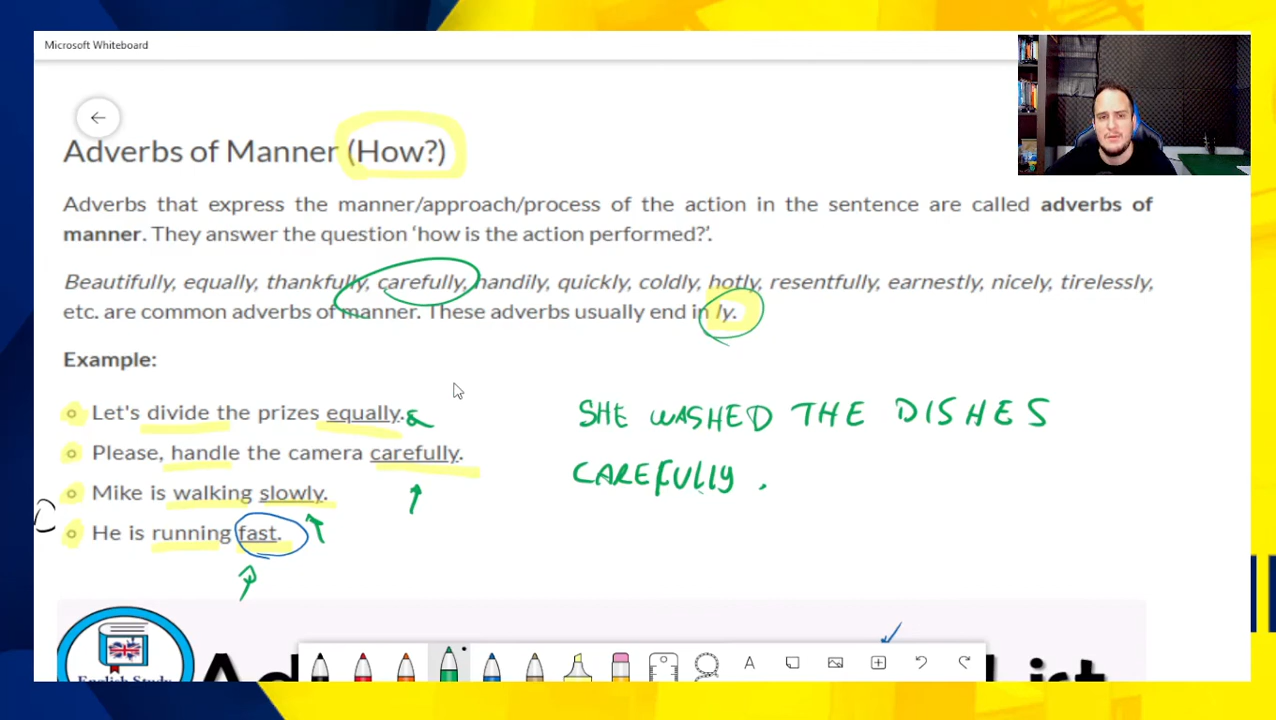 Microsoft Whiteboard
Adverbs of Manner (How?)
Adverbs that express the manner/approach/process of the action in the sentence are called adverbs of
manner. They answer the question ‘how is the action performed?’.
Beautifully, equally, thankfully, carefully, handily, quickly, coldly, hotly, resentfully, earnestly, nicely, tirelessly,
etc. are common adverbs of manner. These adverbs usually end in ly.
Example:
Let's divide the prizes equally.
Please, handle the camera carefully.
Mike is walking slowly.
He is running fast.
SHE WASHED THE DISHES
CAREFULLY.
English Study